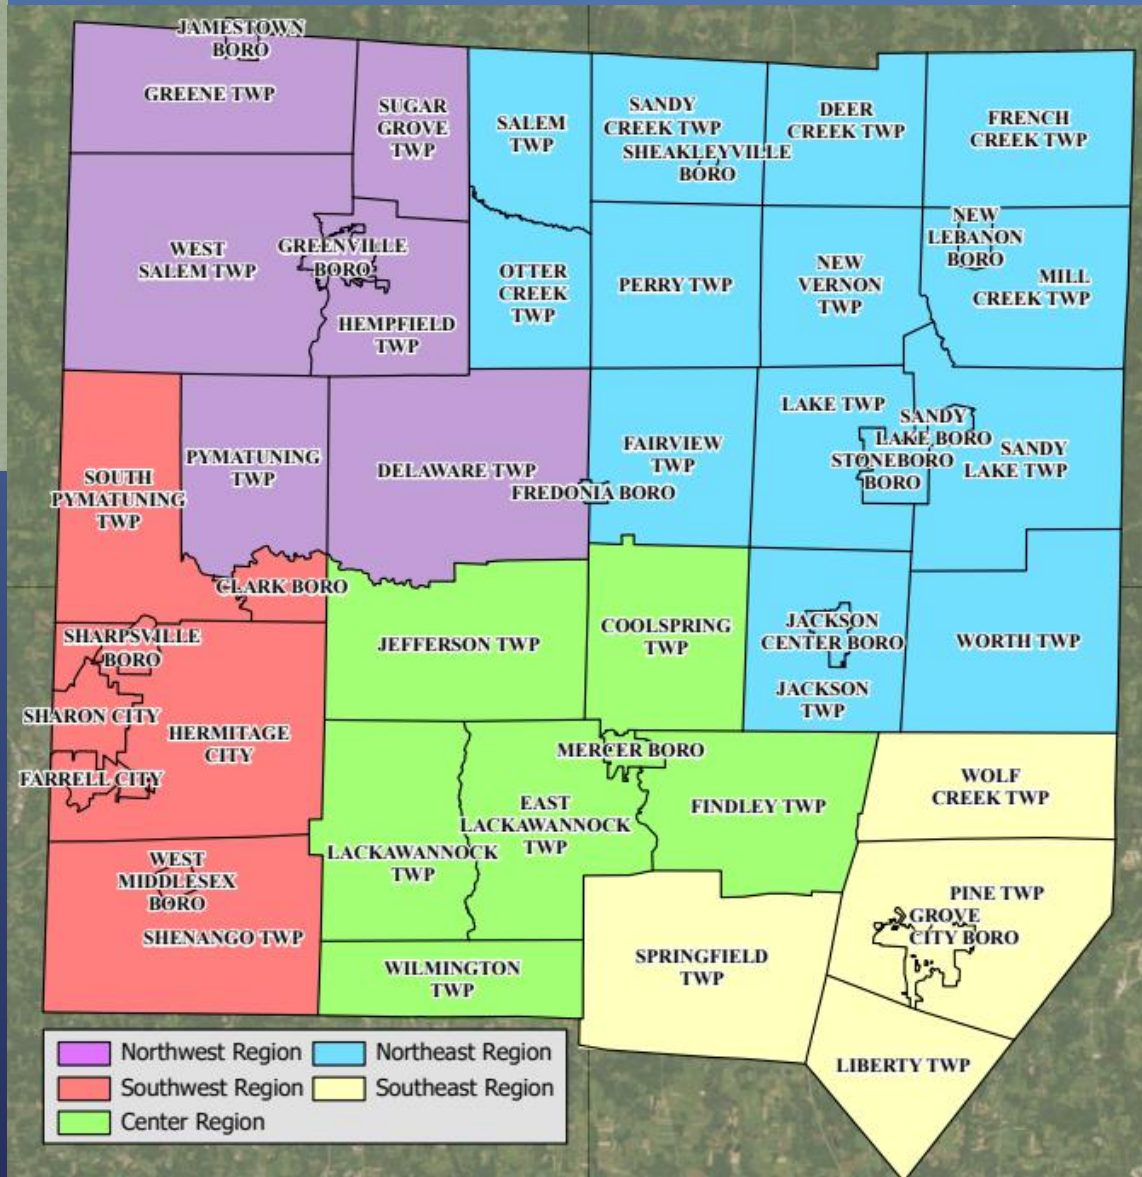 JAMESTOWN
BORO
GREENE TWP
SUGAR
GROVE
TWP
SALEM
TWP
SANDY
CREEK TWP
SHEAKLEYVILLE
BORO
DEER
CREEK TWP
FRENCH
CREEK TWP
WEST
SALEM TWP
GREENVILLE
BORO
HEMPFIELD
TWP
OTTER
CREEK
TWP
PERRY TWP
NEW
VERNON
TWP
NEW
LEBANON
BORO
MILL
CREEK TWP
SOUTH
PYMATUNING
TWP
PYMATUNING
TWP
DELAWARE TWP
FREDONIA BORO
FAIRVIEW
TWP
LAKE TWP
SANDY
LAKE BORO
STONEBORO
BORO
SANDY
LAKE TWP
CLARK BORO
JEFFERSON TWP
COOLSPRING
TWP
JACKSON
CENTER BORO
JACKSON
TWP
WORTH TWP
SHARPSVILLE
BORO
SHARON CITY
HERMITAGE
CITY
FARRELL CITY
MERCER BORO
EAST
LACKAWANNOCK
TWP
LACKAWANNOCK
TWP
FINDLEY TWP
WOLF
CREEK TWP
WEST
MIDDLESEX
BORO
SHENANGO TWP
WILMINGTON
TWP
SPRINGFIELD
TWP
PINE TWP
GROVE
CITY BORO
LIBERTY TWP
Northwest Region
Northeast Region
Southwest Region
Southeast Region
Center Region